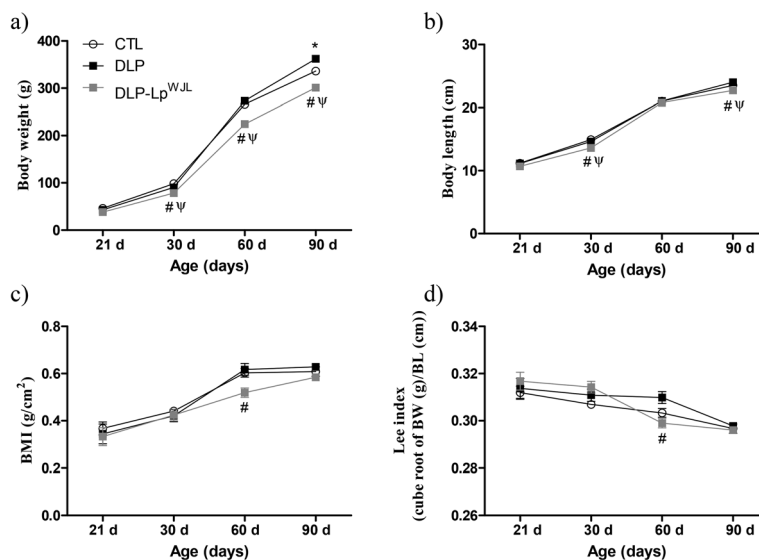 a)
CTL
DLP
DLP-Lp^WJL
Body weight (g)
400
300
200
100
0
*
# ψ
# ψ
# ψ
21 d 30 d 60 d 90 d
Age (days)
b)
Body length (cm)
30
20
10
0
# ψ
# ψ
21 d 30 d 60 d 90 d
Age (days)
c)
BMI (g/cm²)
0.8
0.6
0.4
0.2
0.0
#
21 d 30 d 60 d 90 d
Age (days)
d)
Lee index
(cube root of BW (g)/BL (cm))
0.34
0.32
0.30
0.28
0.26
#
21 d 30 d 60 d 90 d
Age (days)